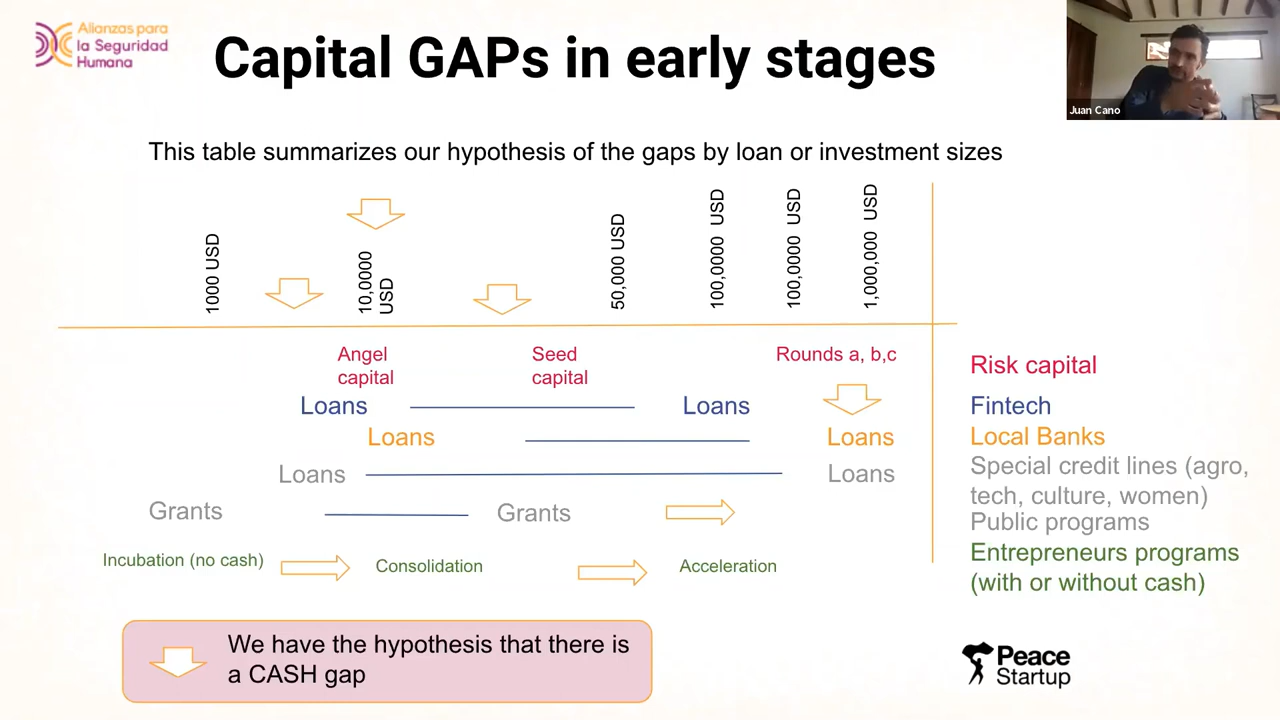 Alianzas para
la Seguridad
Humana
Capital GAPs in early stages
Juan Cano
This table summarizes our hypothesis of the gaps by loan or investment sizes
1000 USD
10,0000
USD
50,000 USD
100,0000 USD
100,0000 USD
1,000,000 USD
Angel
capital
Seed
capital
Rounds a, b,c
Risk capital
Loans
Loans
Fintech
Loans
Loans
Local Banks
Loans
Loans
Special credit lines (agro,
tech, culture, women)
Grants
Grants
Public programs
Incubation (no cash)
Consolidation
Acceleration
Entrepreneurs programs
(with or without cash)
We have the hypothesis that there is
a CASH gap
Peace
Startup